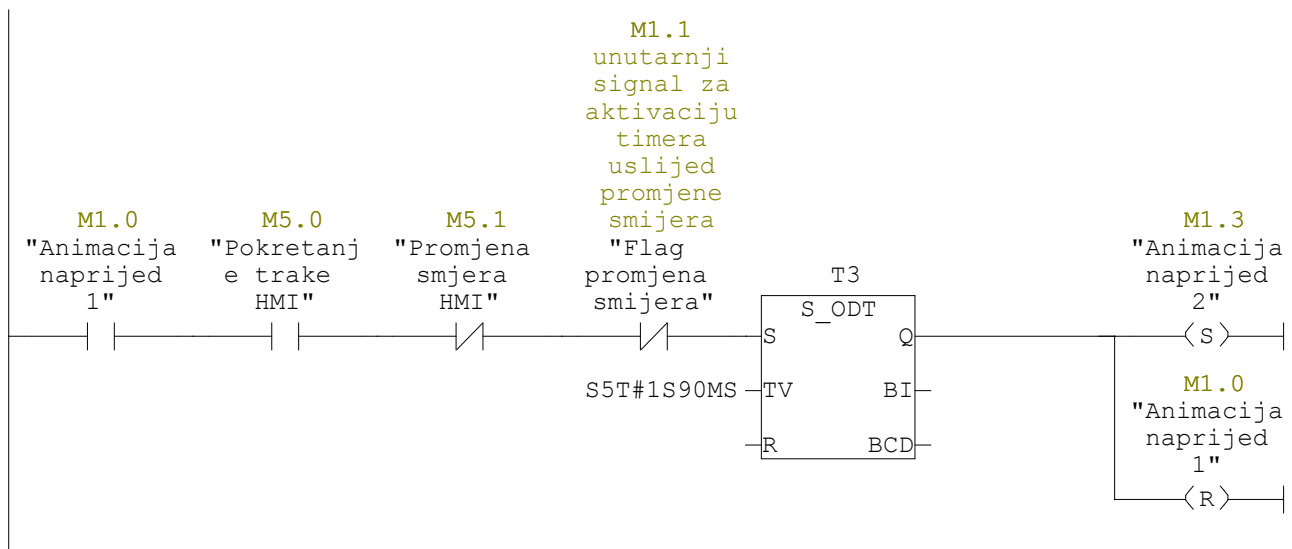 M1.1
unutarnji
signal za
aktivaciju
timera
uslijed
promjene
smijera
M1.0
"Animacija
naprijed
1"
M5.0
"Pokretanj
e trake
HMI"
M5.1
"Promjena
smjera
HMI"
"Flag
promjena
smijera"
T3
S_ODT
S
Q
S5T#1S90MS
TV
BI
R
BCD
M1.3
"Animacija
naprijed
2"
S
M1.0
"Animacija
naprijed
1"
R